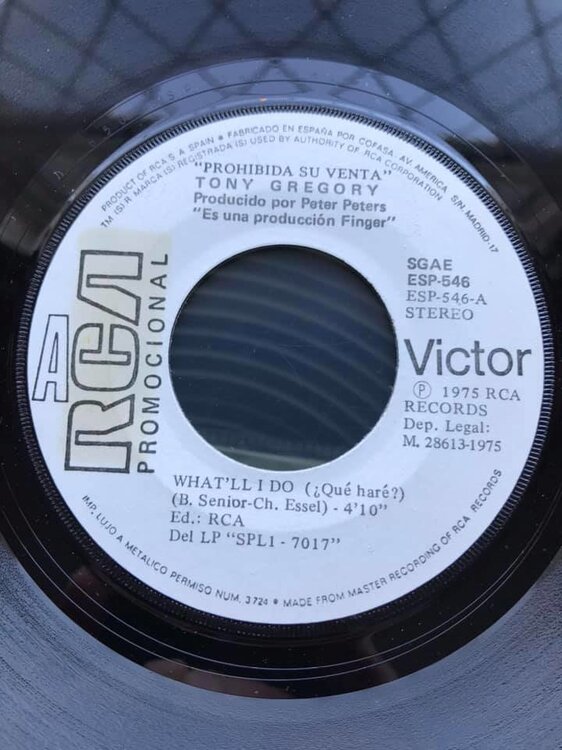 PRODUCT OF RCA S. A. SPAIN • FABRICADO EN ESPAÑA POR COFASA. AV. AMERICA S/N. MADRID-17
TM (S) ® MARCA (S) REGISTRADA (S) USED BY AUTHORITY OF RCA CORPORATION
"PROHIBIDA SU VENTA"
TONY GREGORY
Producido por Peter Peters
"Es una producción Finger"
A
RCA
PROMOCIONAL
SGAE
ESP-546
ESP-546-A
STEREO
Victor
Ⓟ 1975 RCA
RECORDS
Dep. Legal:
M. 28613-1975
WHAT'LL I DO (¿Qué haré?)
(B. Senior-Ch. Essel) - 4'10"
Ed.: RCA
Del LP "SPL1 - 7017"
IMP. LUJO A METALICO PERMISO NUM. 3724 • MADE FROM MASTER RECORDING OF RCA RECORDS